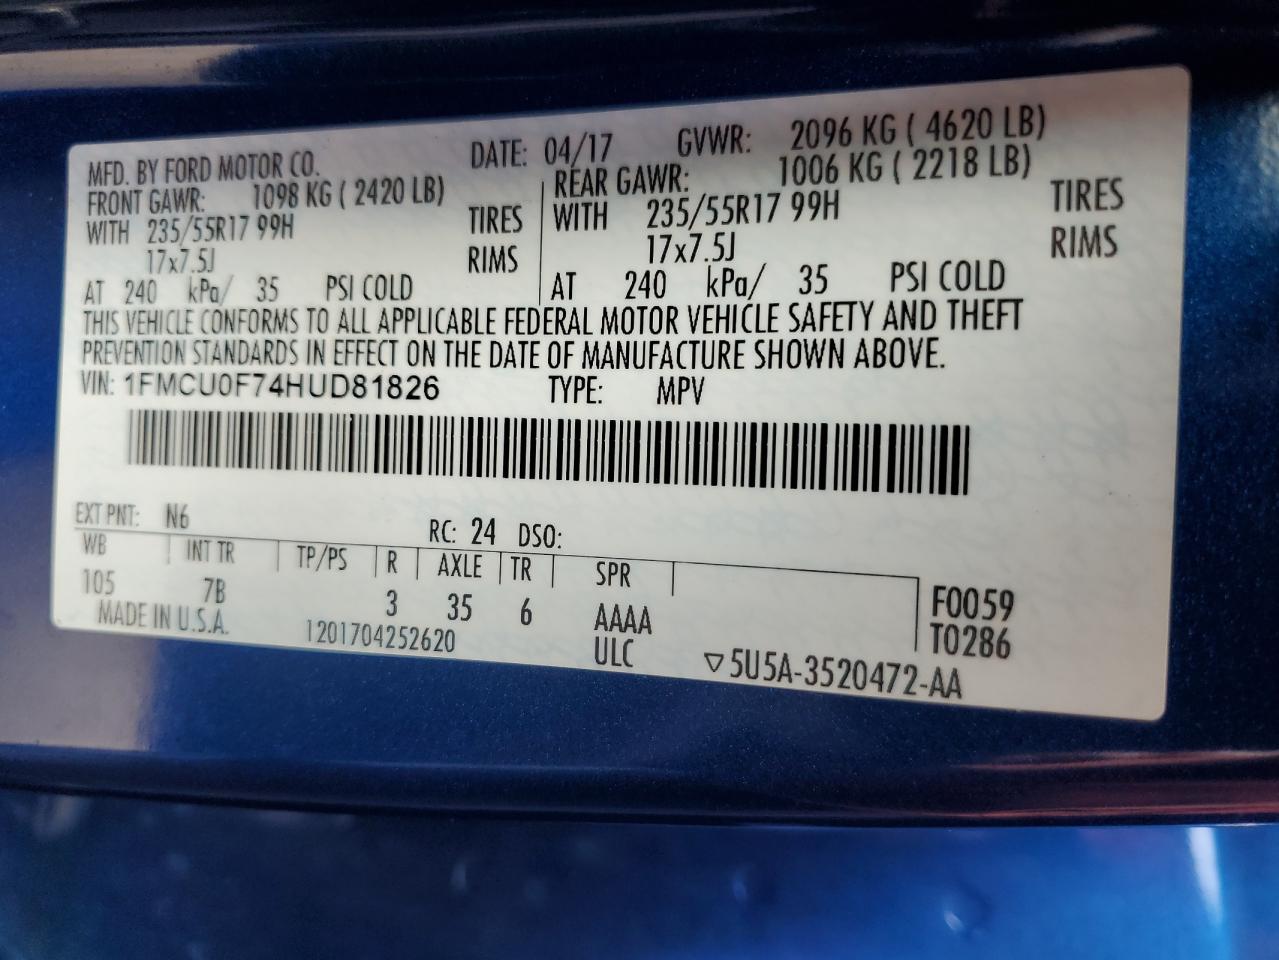 MFD. BY FORD MOTOR CO. DATE: 04/17 GVWR: 2096 KG ( 4620 LB)
FRONT GAWR: 1098 KG ( 2420 LB) REAR GAWR: 1006 KG ( 2218 LB)
WITH 235/55R17 99H TIRES WITH 235/55R17 99H TIRES
17x7.5J RIMS 17x7.5J RIMS
AT 240 kPa/ 35 PSI COLD AT 240 kPa/ 35 PSI COLD
THIS VEHICLE CONFORMS TO ALL APPLICABLE FEDERAL MOTOR VEHICLE SAFETY AND THEFT
PREVENTION STANDARDS IN EFFECT ON THE DATE OF MANUFACTURE SHOWN ABOVE.
VIN: 1FMCU0F74HUD81826 TYPE: MPV
EXT PNT: N6 RC: 24 DSO:
WB INT TR TP/PS R AXLE TR SPR
105 7B 3 35 6 AAAA F0059
MADE IN U.S.A. 1201704252620 ULC T0286
▽5U5A-3520472-AA